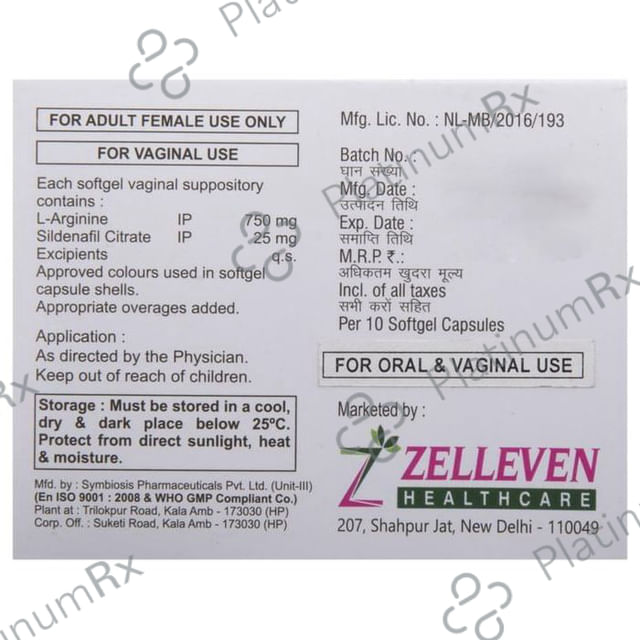 FOR ADULT FEMALE USE ONLY
FOR VAGINAL USE
Each softgel vaginal suppository
contains :
L-Arginine IP 750 mg
Sildenafil Citrate IP 25 mg
Excipients q.s.
Approved colours used in softgel
capsule shells.
Appropriate overages added.
Application :
As directed by the Physician.
Keep out of reach of children.
Storage : Must be stored in a cool,
dry & dark place below 25ºC.
Protect from direct sunlight, heat
& moisture.
Mfd. by : Symbiosis Pharmaceuticals Pvt. Ltd. (Unit-III)
(En ISO 9001 : 2008 & WHO GMP Compliant Co.)
Plant at : Trilokpur Road, Kala Amb - 173030 (HP)
Corp. Off. : Suketi Road, Kala Amb - 173030 (HP)
Mfg. Lic. No. : NL-MB/2016/193
Batch No. :
घान संख्या
Mfg. Date :
उत्पादन तिथि
Exp. Date :
समाप्ति तिथि
M.R.P. ₹.:
अधिकतम खुदरा मूल्य
Incl. of all taxes
सभी करों सहित
Per 10 Softgel Capsules
FOR ORAL & VAGINAL USE
Marketed by :
ZELLEVEN
HEALTHCARE
207, Shahpur Jat, New Delhi - 110049
PlatinumRx
PlatinumRx
PlatinumRx
PlatinumRx
PlatinumRx